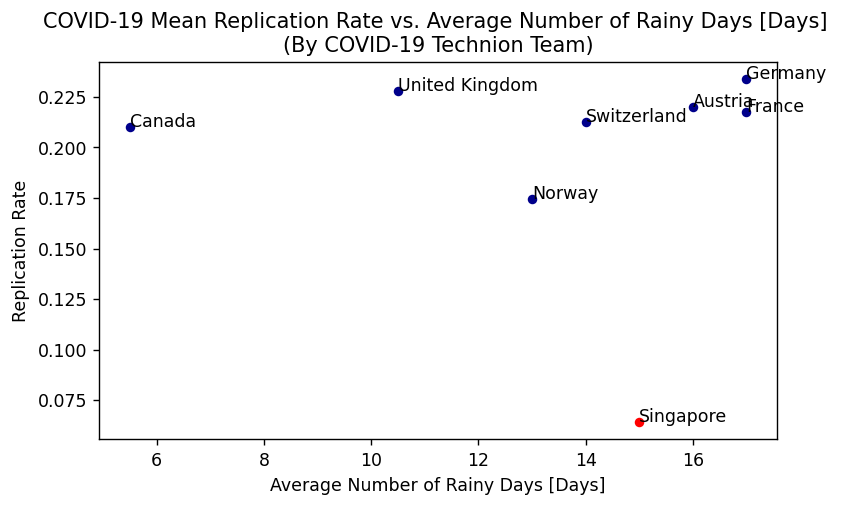 COVID-19 Mean Replication Rate vs. Average Number of Rainy Days [Days]
(By COVID-19 Technion Team)
Germany
0.225
United Kingdom
Austria
France
Canada
Switzerland
0.200
0.175
Norway
Replication Rate
0.150
0.125
0.100
0.075
Singapore
6 8 10 12 14 16
Average Number of Rainy Days [Days]